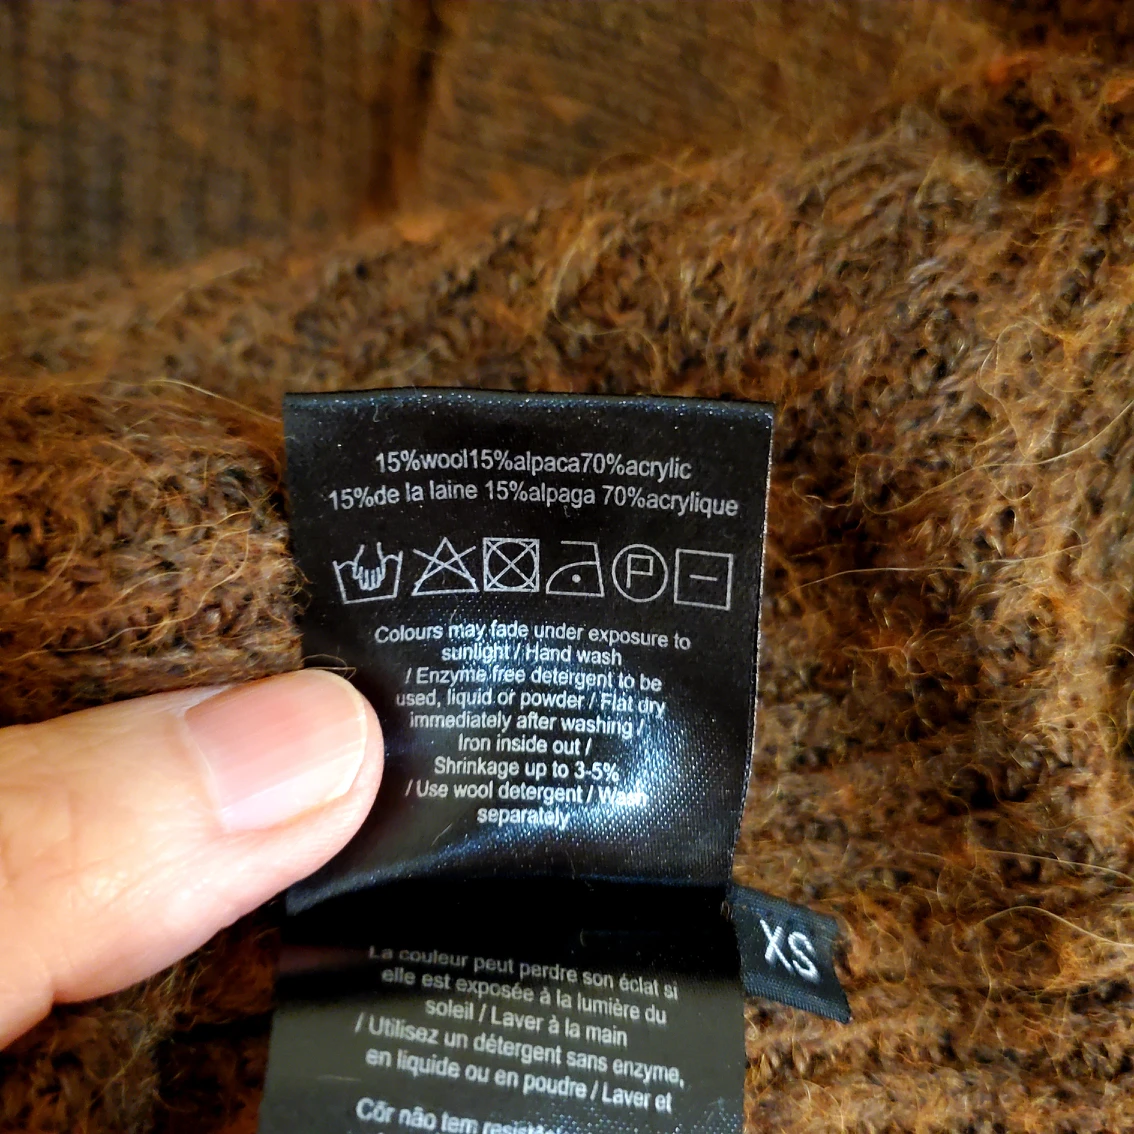 15%wool15%alpaca70%acrylic
15%de la laine 15%alpaga 70%acrylique
P
Colours may fade under exposure to
sunlight / Hand wash
/ Enzyme free detergent to be
used, liquid or powder / Flat dry
immediately after washing /
Iron inside out /
Shrinkage up to 3-5%
/ Use wool detergent / Wash
separately
XS
La couleur peut perdre son éclat si
elle est exposée à la lumière du
soleil / Laver à la main
/ Utilisez un détergent sans enzyme,
en liquide ou en poudre / Laver et
Côr não tem